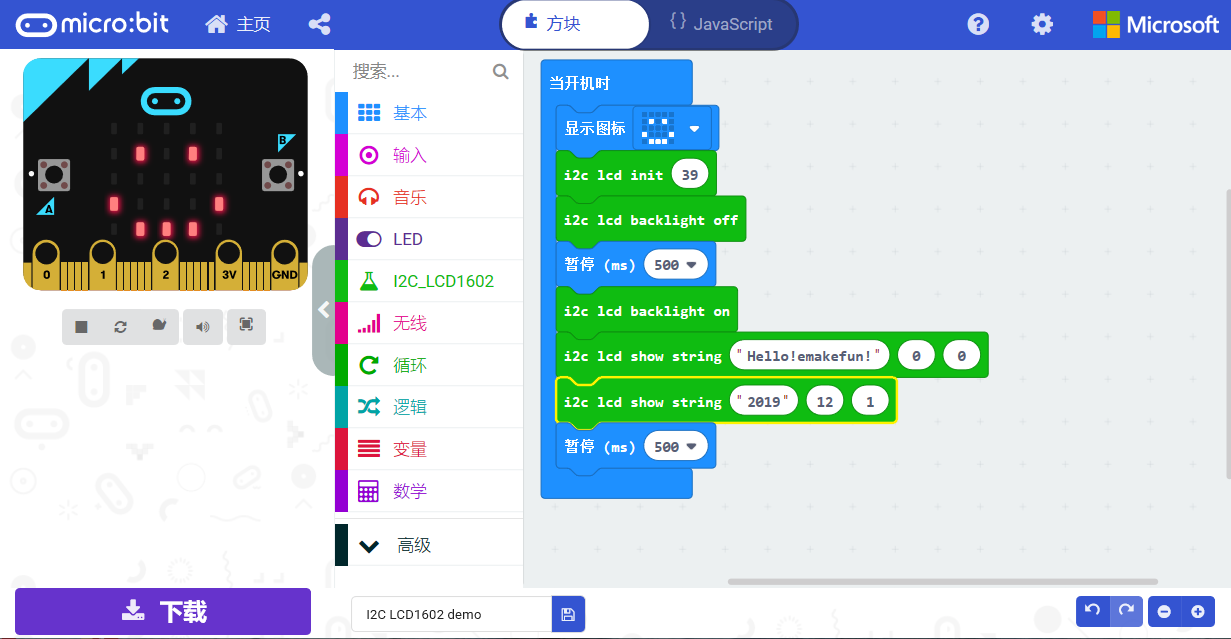 micro:bit 主页 方块 {} JavaScript ? Microsoft
搜索...
基本
输入
音乐
LED
I2C_LCD1602
无线
循环
逻辑
变量
数学
高级
B
A
0 1 2 3V GND
当开机时
显示图标
i2c lcd init 39
i2c lcd backlight off
暂停 (ms) 500
i2c lcd backlight on
i2c lcd show string "Hello!emakefun!" 0 0
i2c lcd show string "2019" 12 1
暂停 (ms) 500
下载
I2C LCD1602 demo